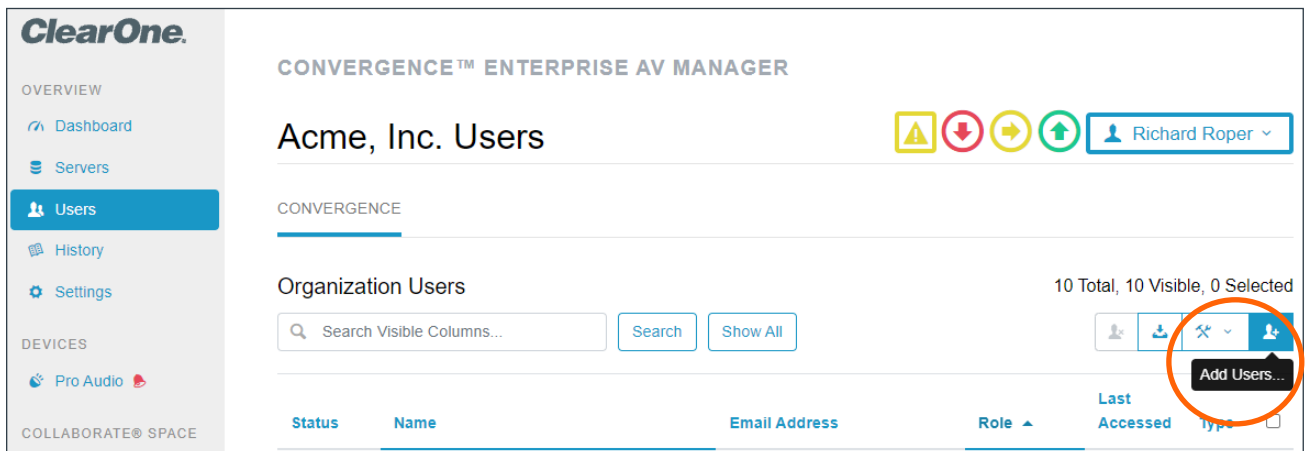 ClearOne.
OVERVIEW
Dashboard
Servers
Users
History
Settings
DEVICES
Pro Audio
COLLABORATE® SPACE
CONVERGENCE™ ENTERPRISE AV MANAGER
Acme, Inc. Users
Richard Roper
CONVERGENCE
Organization Users
10 Total, 10 Visible, 0 Selected
Search Visible Columns...
Search
Show All
Add Users...
Status Name Email Address Role Last Accessed Type